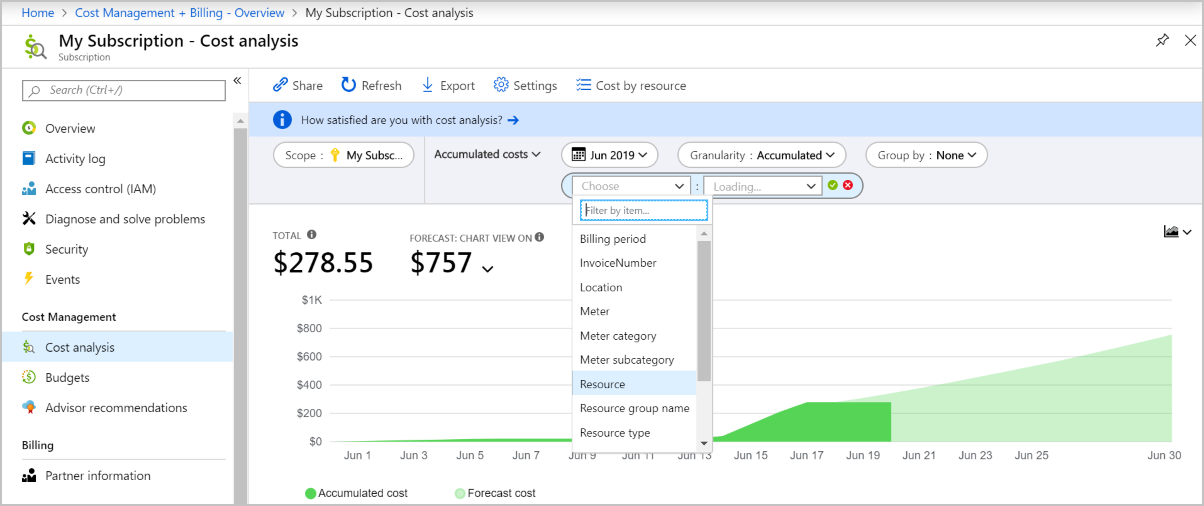 Home > Cost Management + Billing - Overview > My Subscription - Cost analysis
My Subscription - Cost analysis
Subscription
Search (Ctrl+/)
Overview
Activity log
Access control (IAM)
Diagnose and solve problems
Security
Events
Cost Management
Cost analysis
Budgets
Advisor recommendations
Billing
Partner information
Share
Refresh
Export
Settings
Cost by resource
How satisfied are you with cost analysis?
Scope : My Subsc...
Accumulated costs
Jun 2019
Granularity : Accumulated
Group by : None
Choose : Loading...
Filter by item...
Billing period
InvoiceNumber
Location
Meter
Meter category
Meter subcategory
Resource
Resource group name
Resource type
TOTAL
$278.55
FORECAST: CHART VIEW ON
$757
$1K
$800
$600
$400
$200
$0
Jun 1 Jun 3 Jun 5 Jun 7 Jun 9 Jun 11 Jun 13 Jun 15 Jun 17 Jun 19 Jun 21 Jun 23 Jun 25 Jun 30
Accumulated cost
Forecast cost